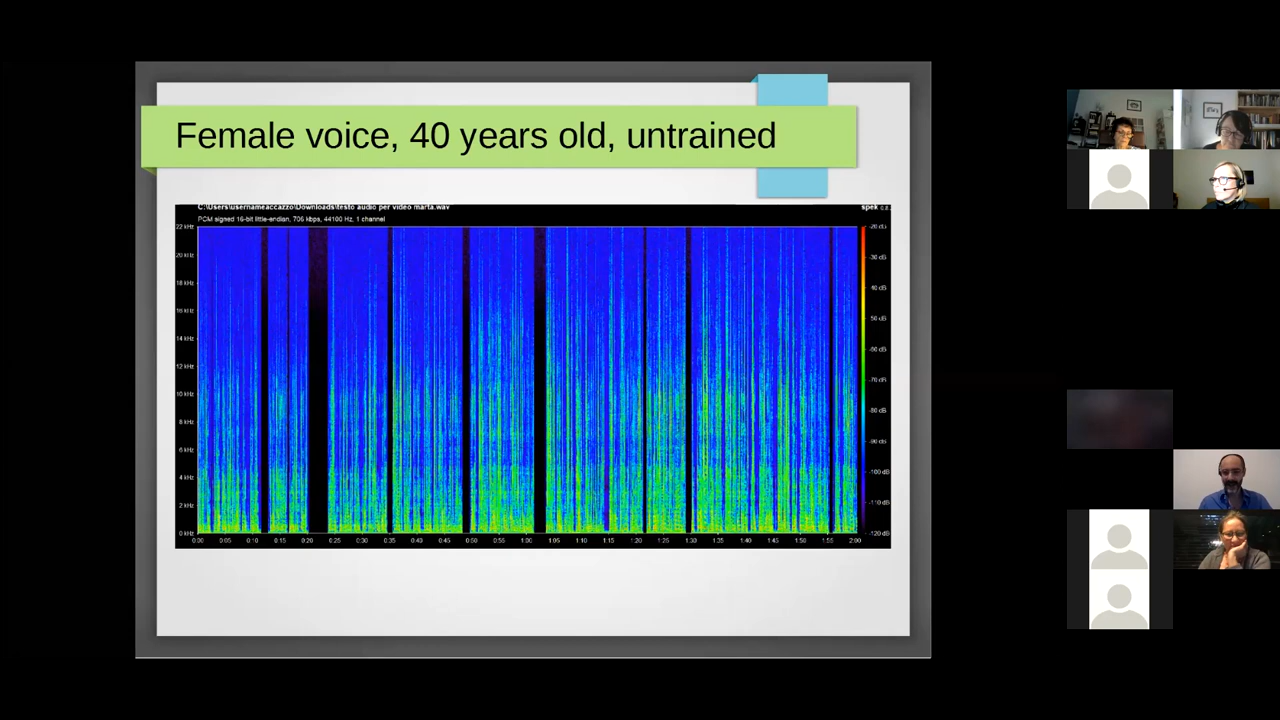 Female voice, 40 years old, untrained
C:\Users\usernameaccazzo\Downloads\testo audio per video marta.wav
spek
PCM signed 16-bit little-endian, 706 kbps, 44100 Hz, 1 channel
22 kHz
20 kHz
18 kHz
16 kHz
14 kHz
12 kHz
10 kHz
8 kHz
6 kHz
4 kHz
2 kHz
0 kHz
0:00 0:05 0:10 0:15 0:20 0:25 0:30 0:35 0:40 0:45 0:50 0:55 1:00 1:05 1:10 1:15 1:20 1:25 1:30 1:35 1:40 1:45 1:50 1:55 2:00
-20 dB
-30 dB
-40 dB
-50 dB
-60 dB
-70 dB
-80 dB
-90 dB
-100 dB
-110 dB
-120 dB